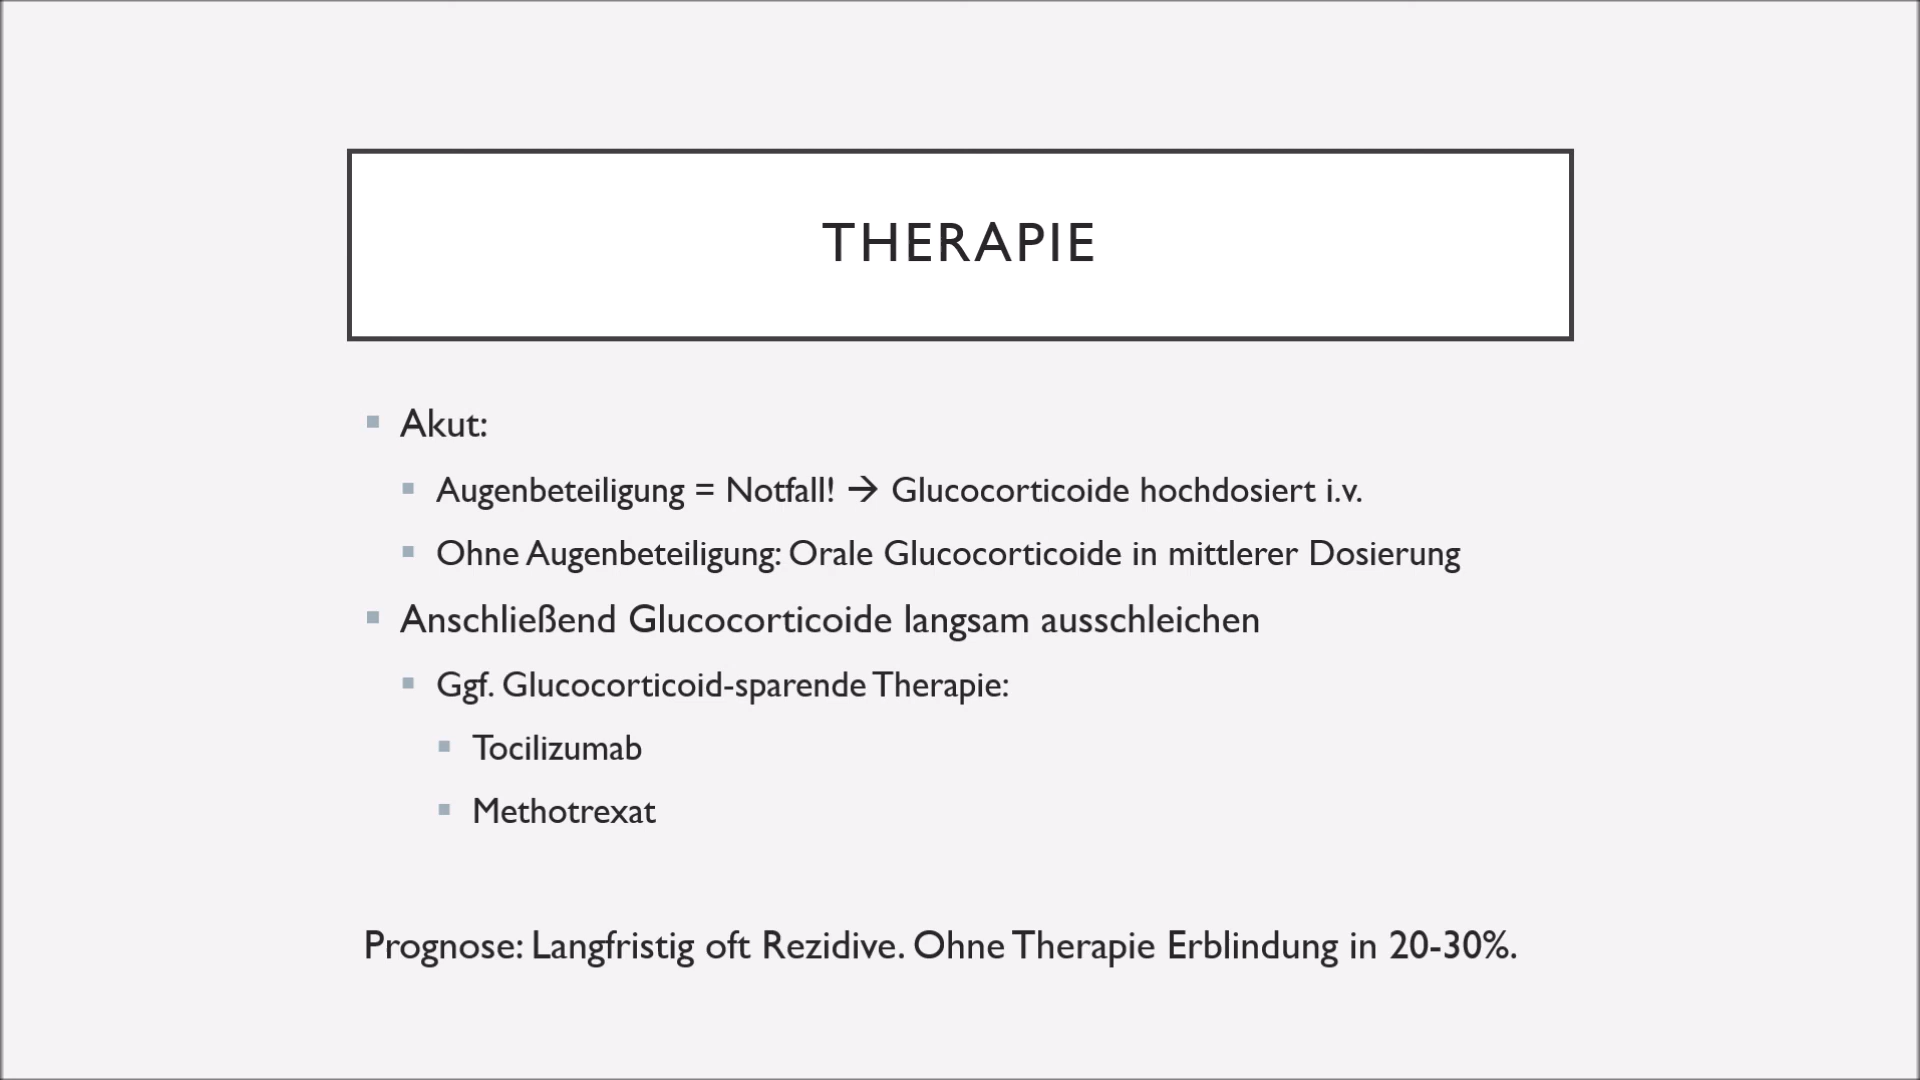 THERAPIE
Akut:
Augenbeteiligung = Notfall! → Glucocorticoide hochdosiert i.v.
Ohne Augenbeteiligung: Orale Glucocorticoide in mittlerer Dosierung
Anschließend Glucocorticoide langsam ausschleichen
Ggf. Glucocorticoid-sparende Therapie:
Tocilizumab
Methotrexat
Prognose: Langfristig oft Rezidive. Ohne Therapie Erblindung in 20-30%.